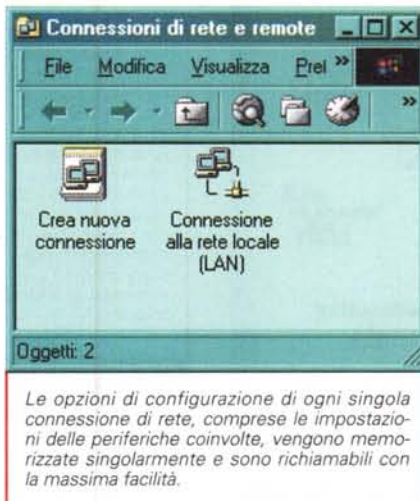 Connessioni di rete e remote
File Modifica Visualizza Prel »
»
Crea nuova
connessione
Connessione
alla rete locale
(LAN)
Oggetti: 2
Le opzioni di configurazione di ogni singola
connessione di rete, comprese le impostazio-
ni delle periferiche coinvolte, vengono memo-
rizzate singolarmente e sono richiamabili con
la massima facilità.